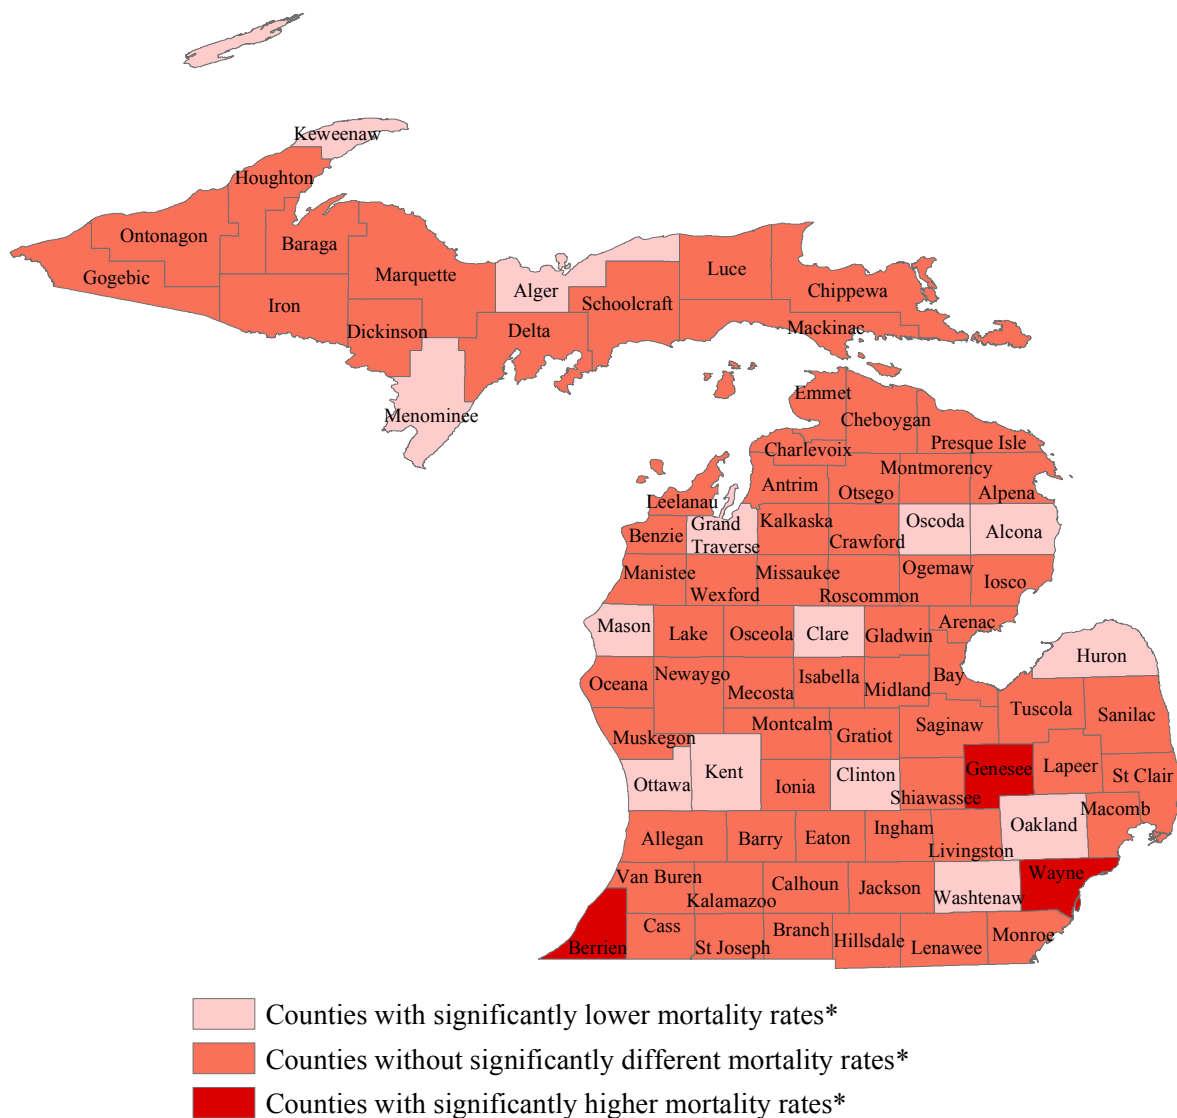 Keweenaw
Houghton
Ontonagon
Baraga
Gogebic
Marquette
Luce
Alger
Chippewa
Iron
Schoolcraft
Dickinson
Delta
Mackinac
Menominee
Emmet
Cheboygan
Presque Isle
Charlevoix
Montmorency
Antrim
Otsego
Alpena
Leelanau
Grand
Traverse
Kalkaska
Oscoda
Alcona
Benzie
Crawford
Manistee
Missaukee
Ogemaw
Iosco
Wexford
Roscommon
Mason
Lake
Osceola
Clare
Gladwin
Arenac
Huron
Oceana
Newaygo
Mecosta
Isabella
Midland
Bay
Tuscola
Sanilac
Muskegon
Montcalm
Gratiot
Saginaw
Ottawa
Kent
Ionia
Clinton
Shiawassee
Genesee
Lapeer
St Clair
Macomb
Allegan
Barry
Eaton
Ingham
Livingston
Oakland
Van Buren
Kalamazoo
Calhoun
Jackson
Washtenaw
Wayne
Berrien
Cass
St Joseph
Branch
Hillsdale
Lenawee
Monroe
Counties with significantly lower mortality rates*
Counties without significantly different mortality rates*
Counties with significantly higher mortality rates*